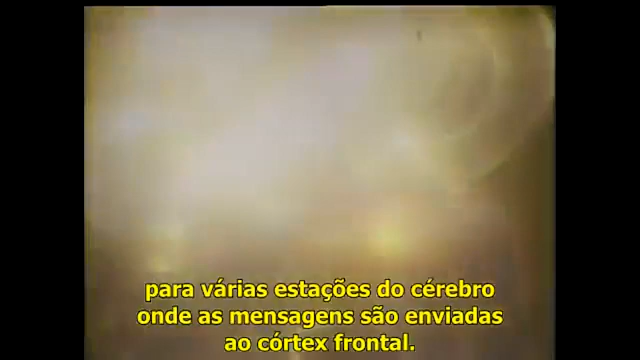 para várias estações do cérebro
onde as mensagens são enviadas
ao córtex frontal.